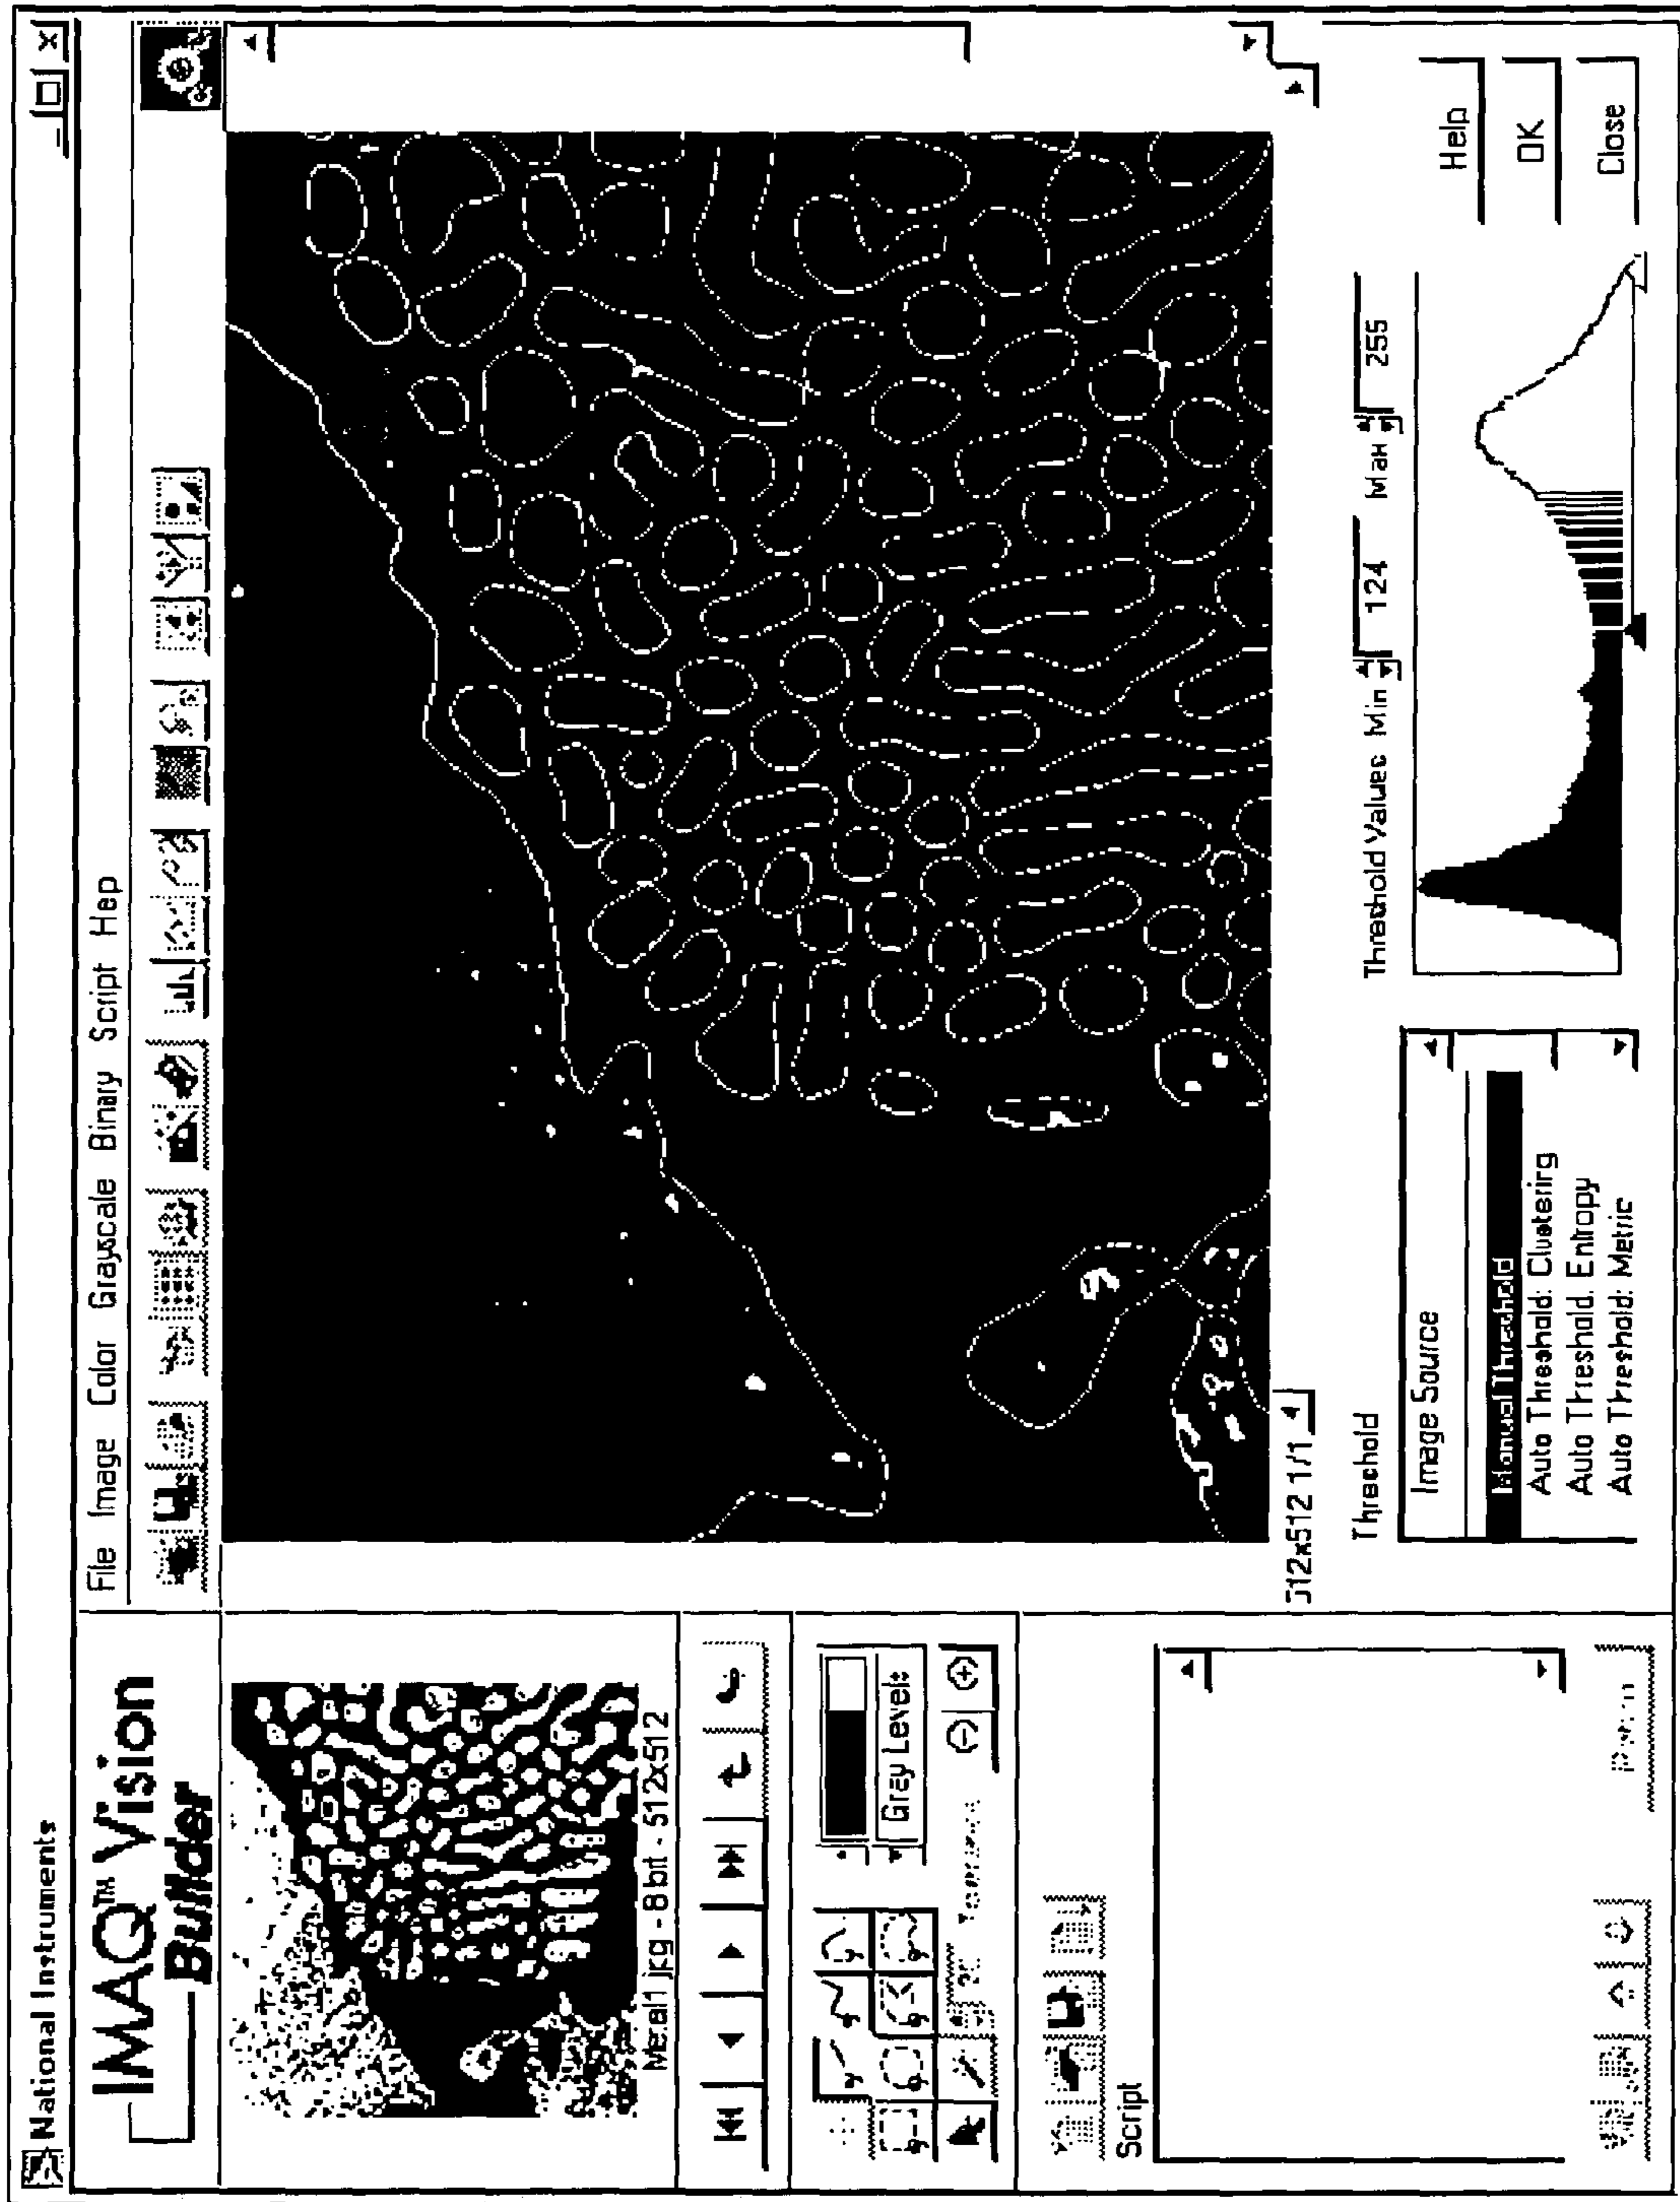 National Instruments
IMAQ™ Vision
Builder
File Image Color Grayscale Binary Script Help
Metal1 jpg - 8 bit - 512x512
Grey Levels
Script
512x512 1/1
Threshold
Image Source
Manual Threshold
Auto Threshold: Clustering
Auto Threshold. Entropy
Auto Threshold: Metric
Threshold Values Min 124 Max 255
Help
OK
Close